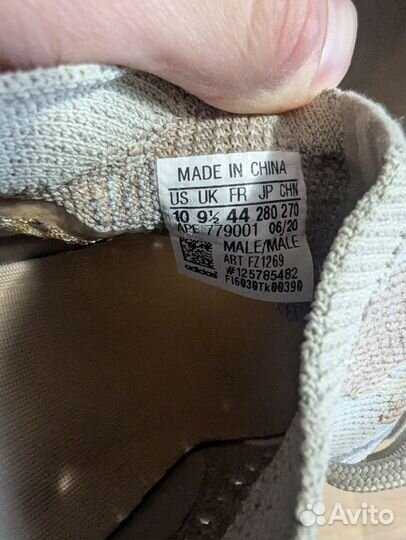 MADE IN CHINA
US UK FR JP CHN
10 9½ 44 280 270
APE 779001 06/20
MALE/MALE
ART FZ1269
#125785482
F16030Tk00390
adidas
Avito